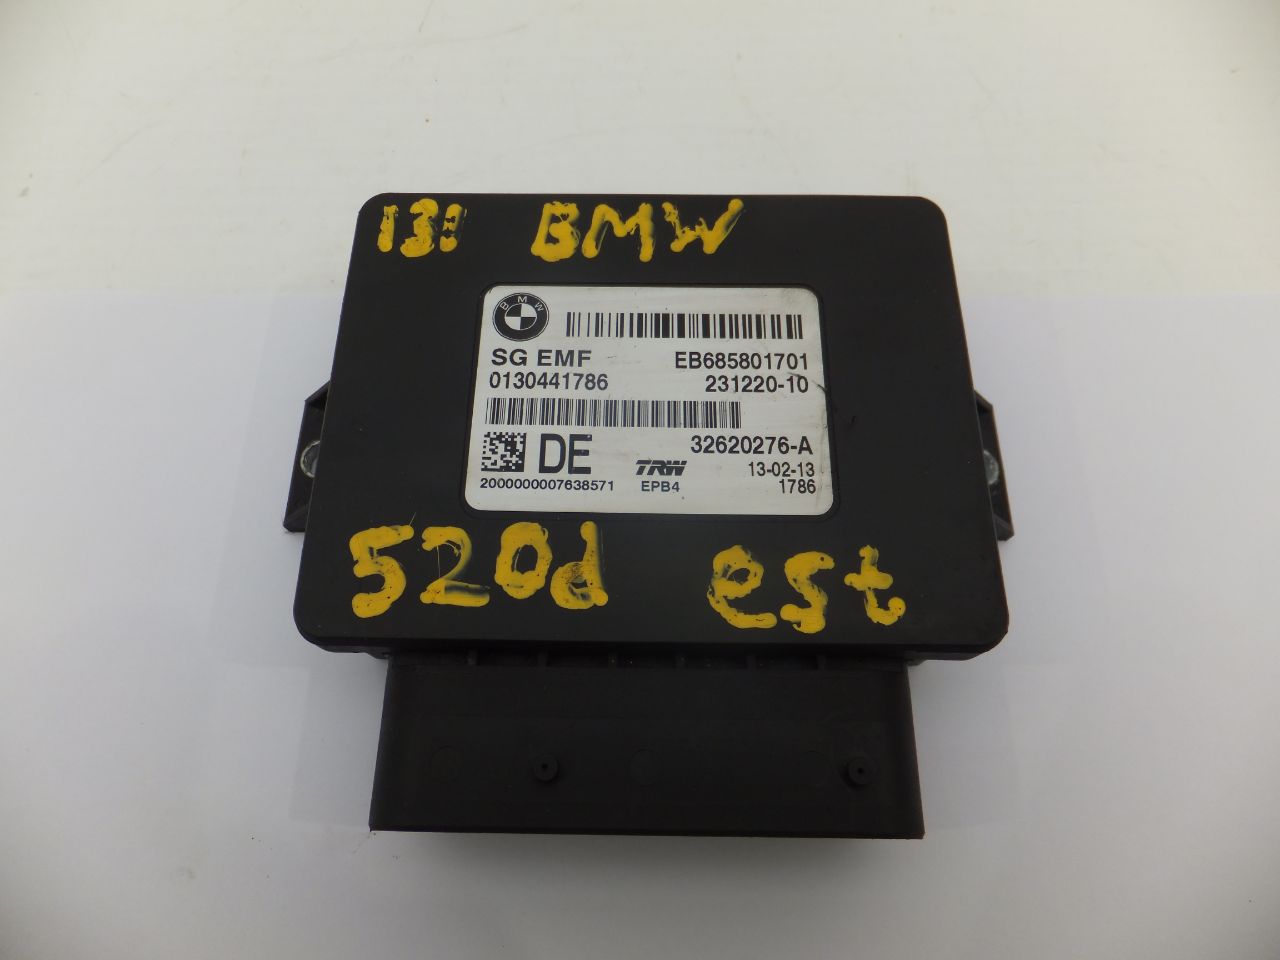 13! BMW
BMW
SG EMF EB685801701
0130441786 231220-10
DE 32620276-A
TRW 13-02-13
2000000007638571 EPB4 1786
520d est